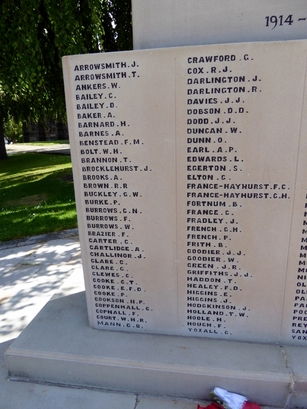 1914 -
ARROWSMITH. J.
ARROWSMITH. T.
AHKERS. W.
BAILEY. C.
BAILEY. D.
BAKER. A.
BARNARD. H.
BARNES. A.
BENSTEAD. F. M.
BOLT. W. H.
BRANNON. T.
BROCKLEHURST. J.
BROOKS. A.
BROWN. R. R
BUCKLEY. G. W.
BURKE. P.
BURROWS. C. N.
BURROWS. F.
BURROWS. W.
BRAZIER. F.
CARTER. C.
CARTLIDGE. A.
CHALLINOR. J.
CLARE. C.
CLARE. G.
CLEWES. C.
COOKE. C. T.
COOKE. E. F. D.
COOKE. F.
COOKSON. H. P.
COPPENHALL. C.
COPNALL. F.
COURT. W. H. R.
MANN. G. R.
CRAWFORD. G.
COX. R. J.
DARLINGTON. J.
DARLINGTON. R.
DAVIES. J. J.
DOBSON. D. D.
DODD. J. J.
DUNCAN. W.
DUNN. O.
EARL. A. P.
EDWARDS. L.
EGERTON. S.
ELTON. C.
FRANCE-HAYHURST. F. C.
FRANCE-HAYHURST. C. H.
FORTNUM. B.
FRANCE. C.
FRADLEY. J.
FRENCH. C. H.
FRENCH. F.
FRITH. B.
GOODIER. J. J.
GOODIER. W.
GREEN. J. R.
GRIFFITHS. J. J.
HADDON. T.
HEALEY. F. D.
HIGGINS. E.
HIGGINS. J.
HODGKINSON. J.
HOLLAND. T. W.
HOOLE. H.
HOUGH. F.
YOXALL. C.